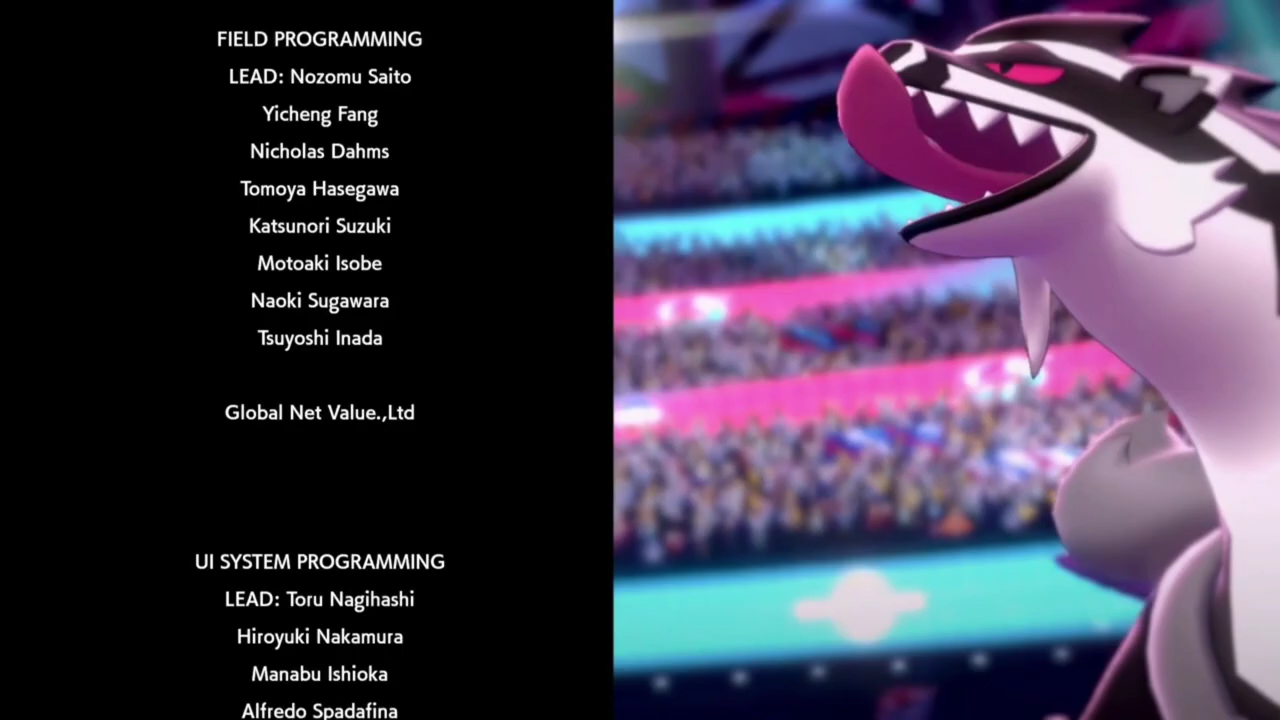 FIELD PROGRAMMING
LEAD: Nozomu Saito
Yicheng Fang
Nicholas Dahms
Tomoya Hasegawa
Katsunori Suzuki
Motoaki Isobe
Naoki Sugawara
Tsuyoshi Inada
Global Net Value.,Ltd
UI SYSTEM PROGRAMMING
LEAD: Toru Nagihashi
Hiroyuki Nakamura
Manabu Ishioka
Alfredo Spadafina